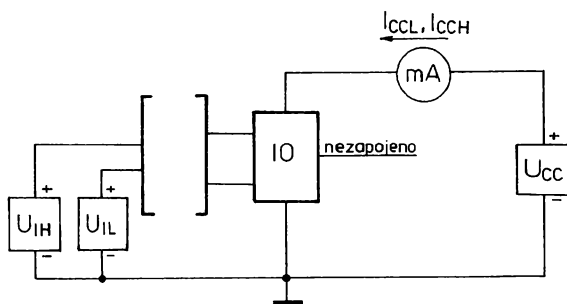 I_CCL, I_CCH
mA
IO
nezapojeno
+
U_CC
-
+
U_IH
-
+
U_IL
-